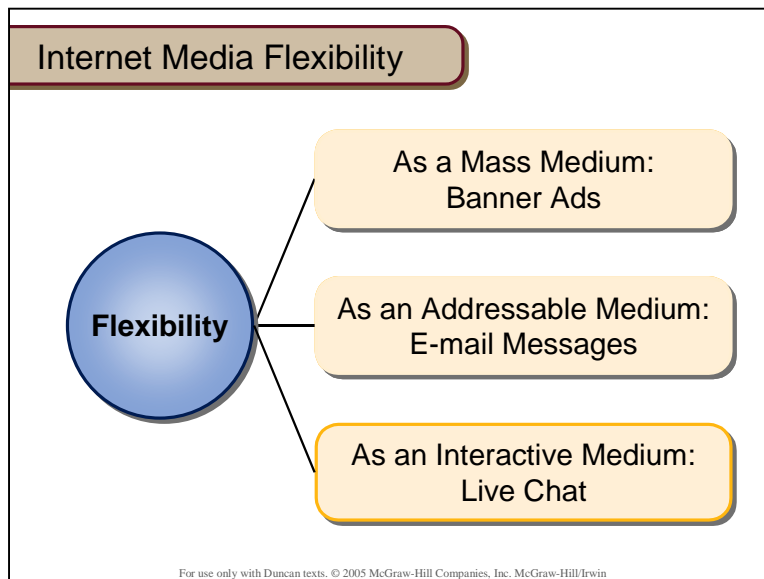 Internet Media Flexibility
As a Mass Medium:
Banner Ads
Flexibility
As an Addressable Medium:
E-mail Messages
As an Interactive Medium:
Live Chat
For use only with Duncan texts. © 2005 McGraw-Hill Companies, Inc. McGraw-Hill/Irwin